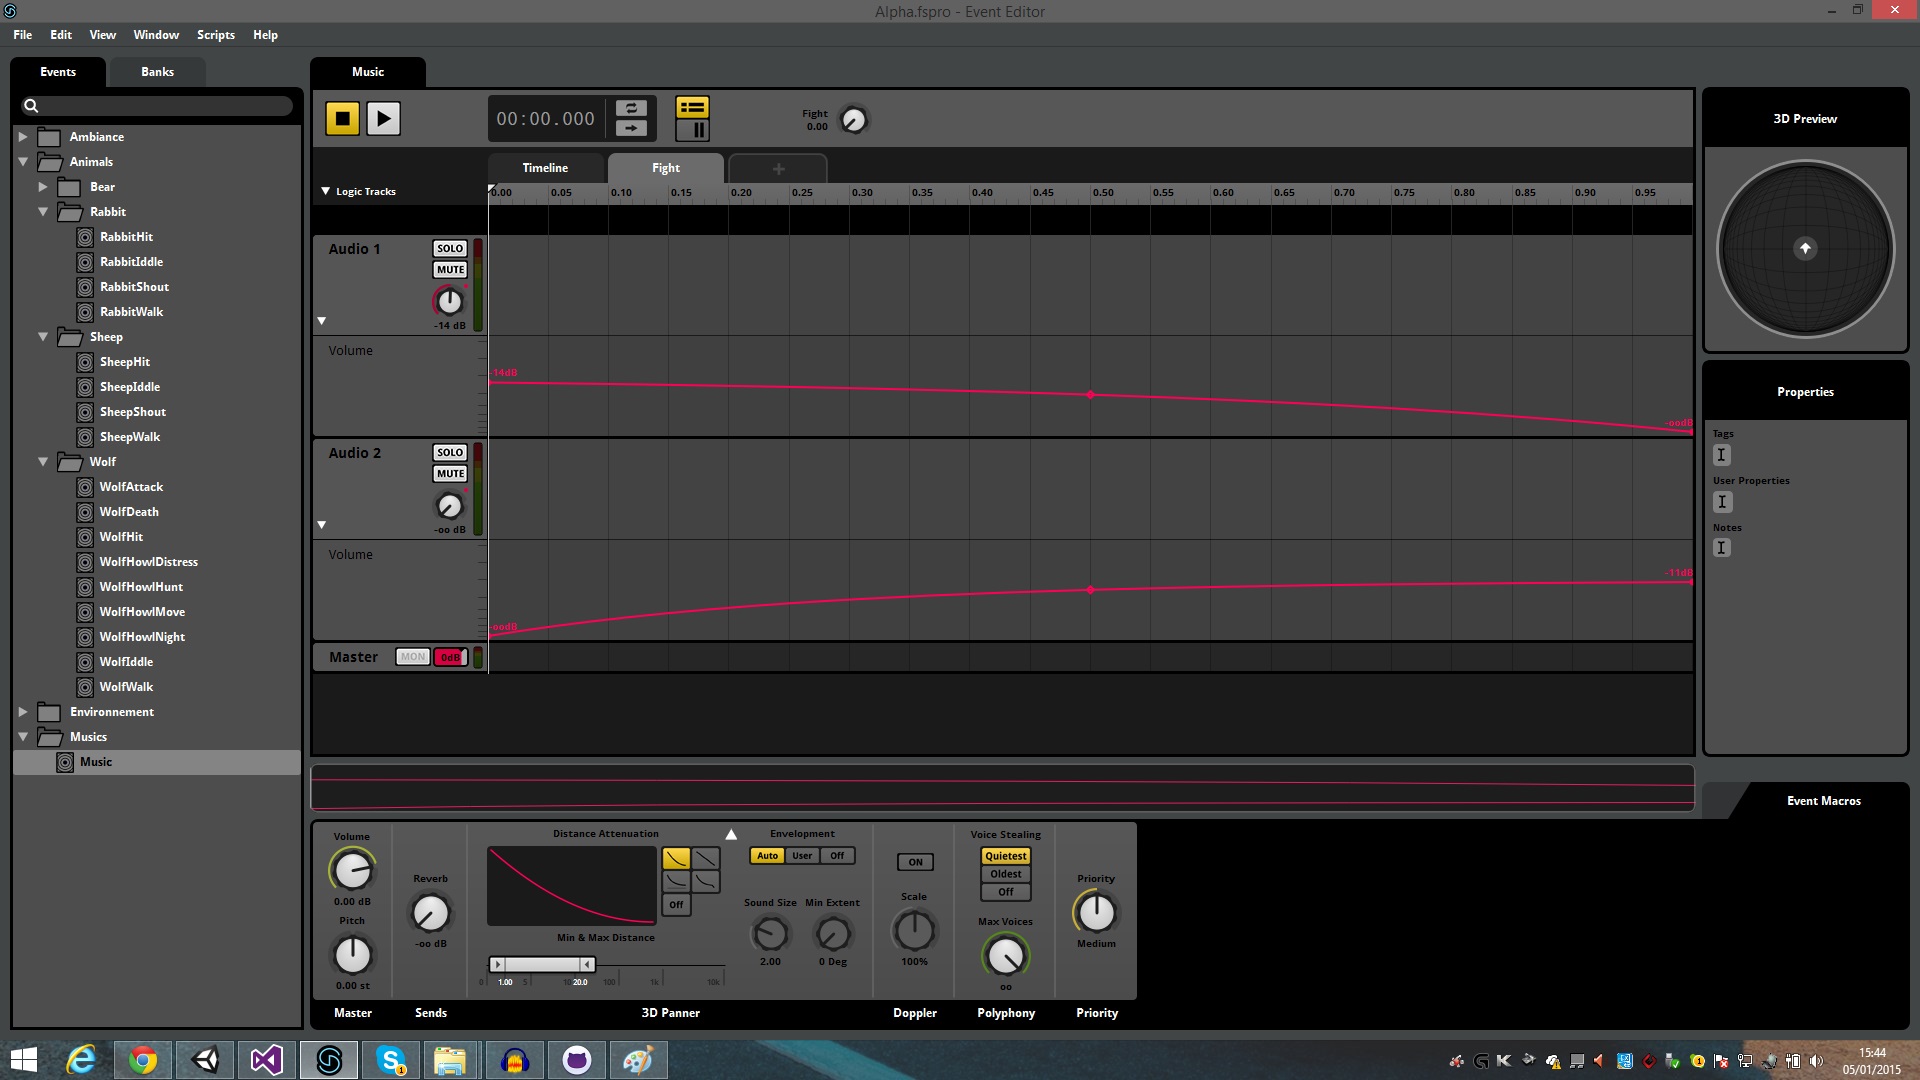 Alpha.fspro - Event Editor
File Edit View Window Scripts Help
Events Banks
Ambiance
Animals
Bear
Rabbit
RabbitHit
RabbitIddle
RabbitShout
RabbitWalk
Sheep
SheepHit
SheepIddle
SheepShout
SheepWalk
Wolf
WolfAttack
WolfDeath
WolfHit
WolfHowlDistress
WolfHowlHunt
WolfHowlMove
WolfHowlNight
WolfIddle
WolfWalk
Environnement
Musics
Music
Music
00:00.000
Fight
0.00
Timeline Fight +
Logic Tracks
0.00 0.05 0.10 0.15 0.20 0.25 0.30 0.35 0.40 0.45 0.50 0.55 0.60 0.65 0.70 0.75 0.80 0.85 0.90 0.95
Audio 1
SOLO
MUTE
-14 dB
Volume
-14dB
-oodB
Audio 2
SOLO
MUTE
-oo dB
Volume
-11dB
-oodB
Master MON 0dB
3D Preview
Properties
Tags
User Properties
Notes
Event Macros
Volume
0.00 dB
Pitch
0.00 st
Master
Reverb
-oo dB
Sends
Distance Attenuation
Off
Min & Max Distance
0 1.00 5 10 20.0 100 1k 10k
Envelopment
Auto User Off
Sound Size Min Extent
2.00 0 Deg
3D Panner
ON
Scale
100%
Doppler
Voice Stealing
Quietest
Oldest
Off
Max Voices
oo
Polyphony
Priority
Medium
Priority
15:44
05/01/2015